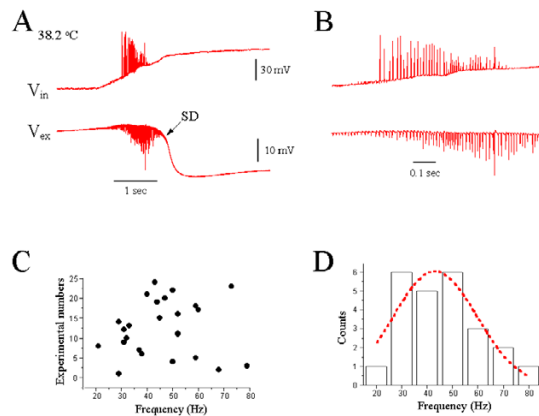 A
38.2 °C
Vin
30 mV
Vex
SD
10 mV
1 sec
B
0.1 sec
C
Experimental numbers
25
20
15
10
5
0
20 30 40 50 60 70 80
Frequency (Hz)
D
Counts
6
5
4
3
2
1
0
20 30 40 50 60 70 80
Frequency (Hz)